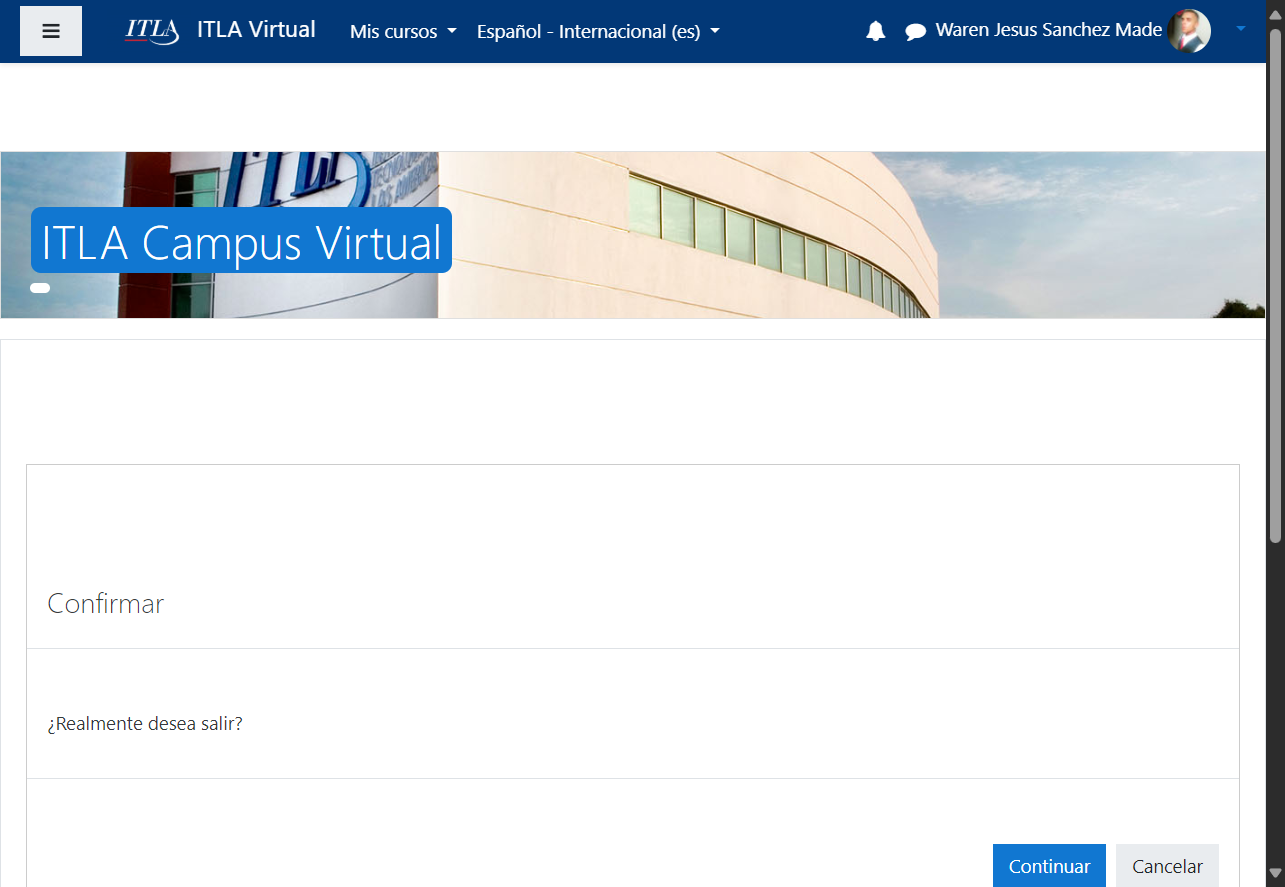 ITLA ITLA Virtual Mis cursos Español - Internacional (es) Waren Jesus Sanchez Made
ITLA Campus Virtual
Confirmar
¿Realmente desea salir?
Continuar Cancelar